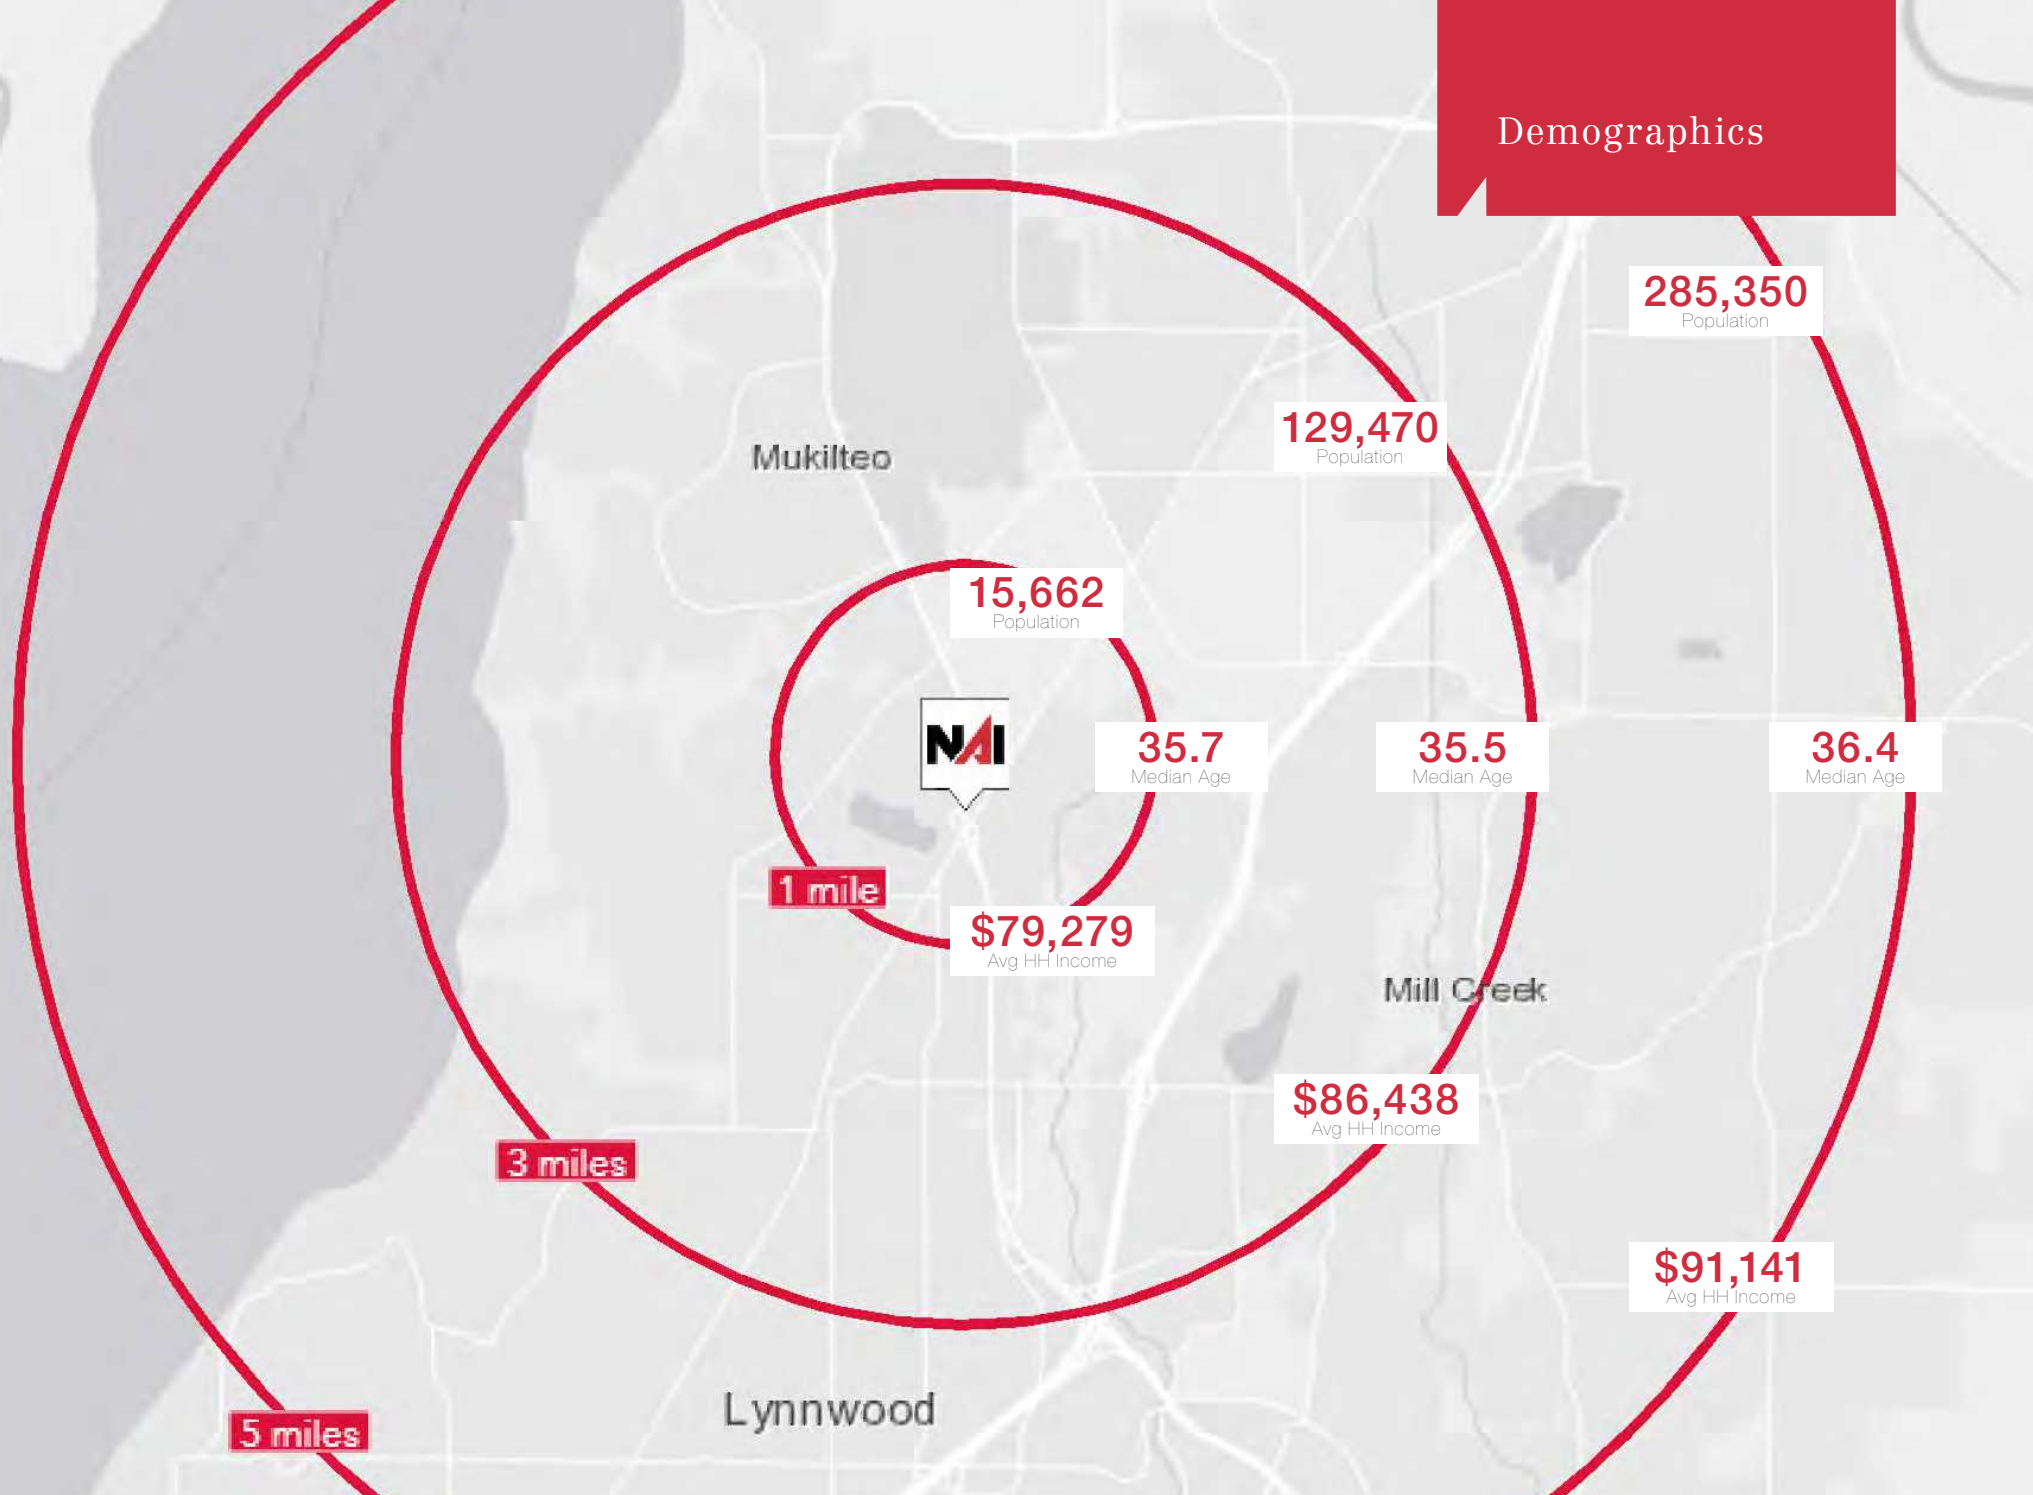 Demographics
285,350
Population
129,470
Population
Mukilteo
15,662
Population
NAI
35.7
Median Age
35.5
Median Age
36.4
Median Age
1 mile
$79,279
Avg HH Income
Mill Creek
$86,438
Avg HH Income
3 miles
$91,141
Avg HH Income
Lynnwood
5 miles